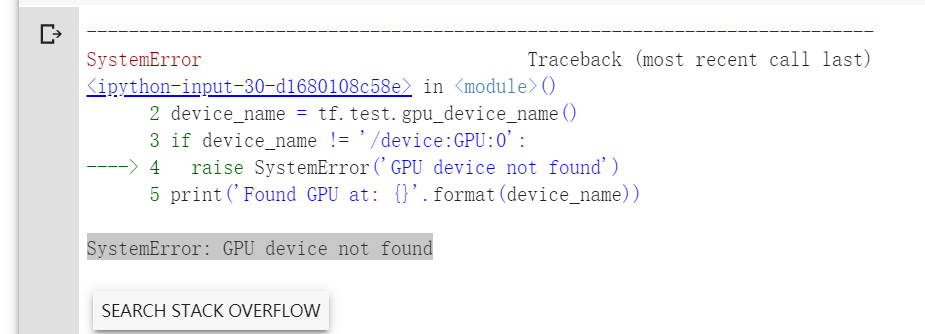 ---------------------------------------------------------------------------
SystemError                               Traceback (most recent call last)
<ipython-input-30-d1680108c58e> in <module>()
      2 device_name = tf.test.gpu_device_name()
      3 if device_name != '/device:GPU:0':
----> 4   raise SystemError('GPU device not found')
      5 print('Found GPU at: {}'.format(device_name))
SystemError: GPU device not found
SEARCH STACK OVERFLOW